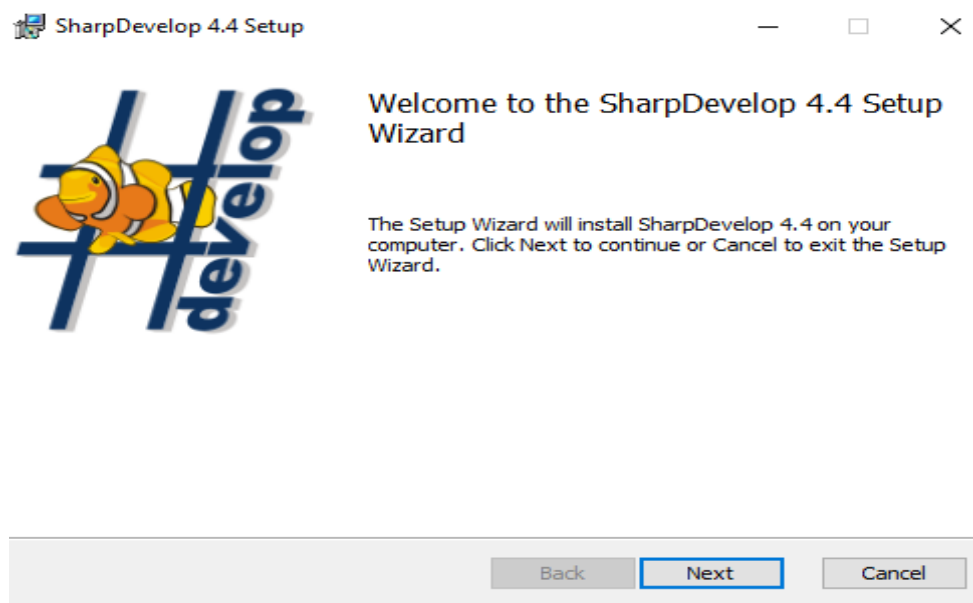 SharpDevelop 4.4 Setup
develop
Welcome to the SharpDevelop 4.4 Setup
Wizard
The Setup Wizard will install SharpDevelop 4.4 on your
computer. Click Next to continue or Cancel to exit the Setup
Wizard.
Back
Next
Cancel